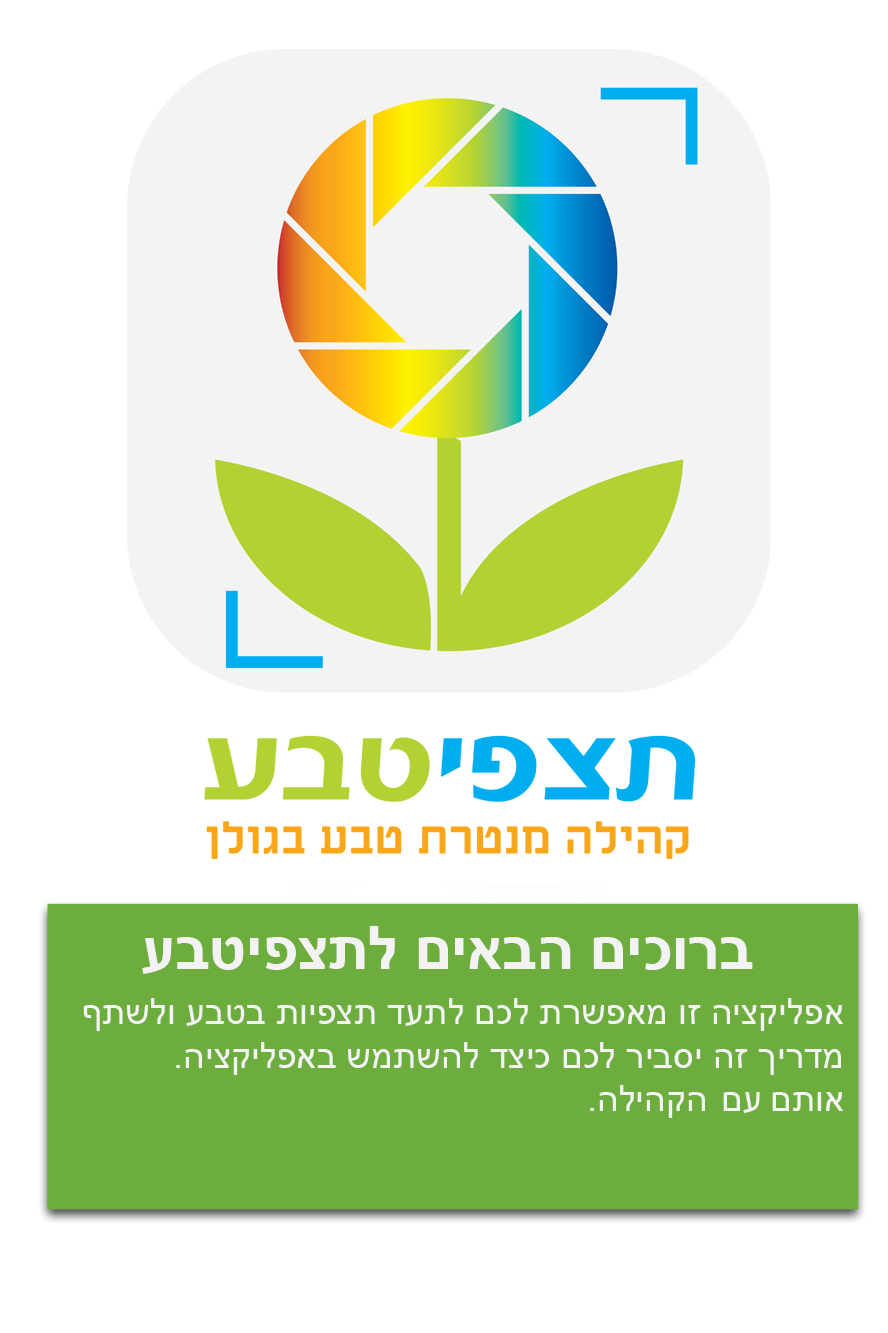 תצפיטבע
קהילה מנטרת טבע בגולן
ברוכים הבאים לתצפיטבע
אפליקציה זו מאפשרת לכם לתעד תצפיות בטבע ולשתף
מדריך זה יסביר לכם כיצד להשתמש באפליקציה.
אותם עם הקהילה.